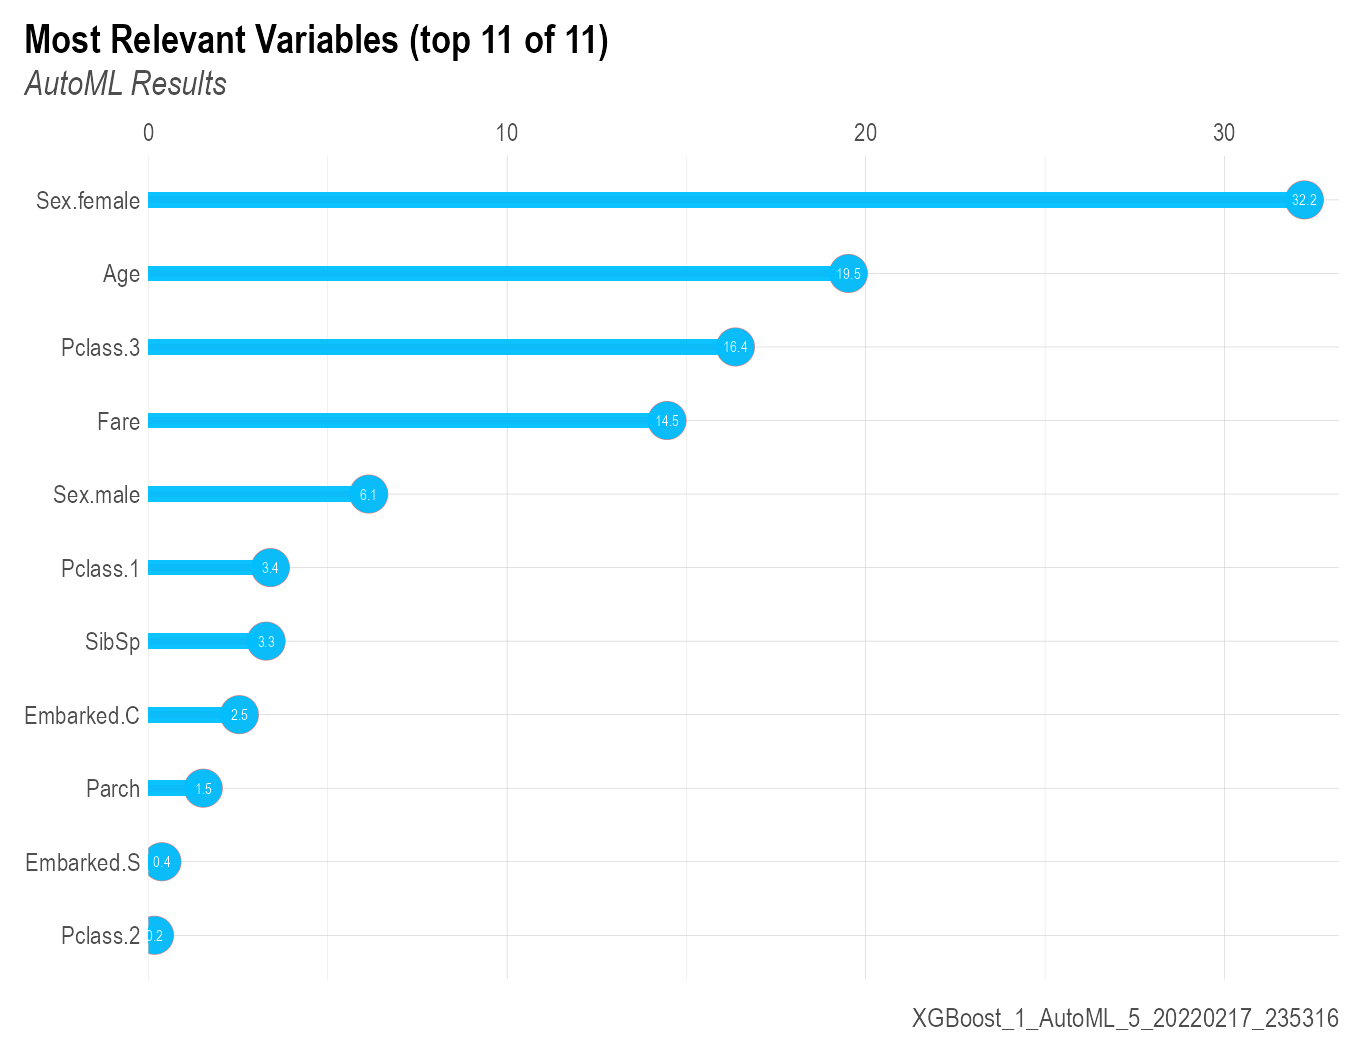 Most Relevant Variables (top 11 of 11)
AutoML Results
0 10 20 30
Sex.female 32.2
Age 19.5
Pclass.3 16.4
Fare 14.5
Sex.male 6.1
Pclass.1 3.4
SibSp 3.3
Embarked.C 2.5
Parch 1.5
Embarked.S 0.4
Pclass.2 0.2
XGBoost_1_AutoML_5_20220217_235316